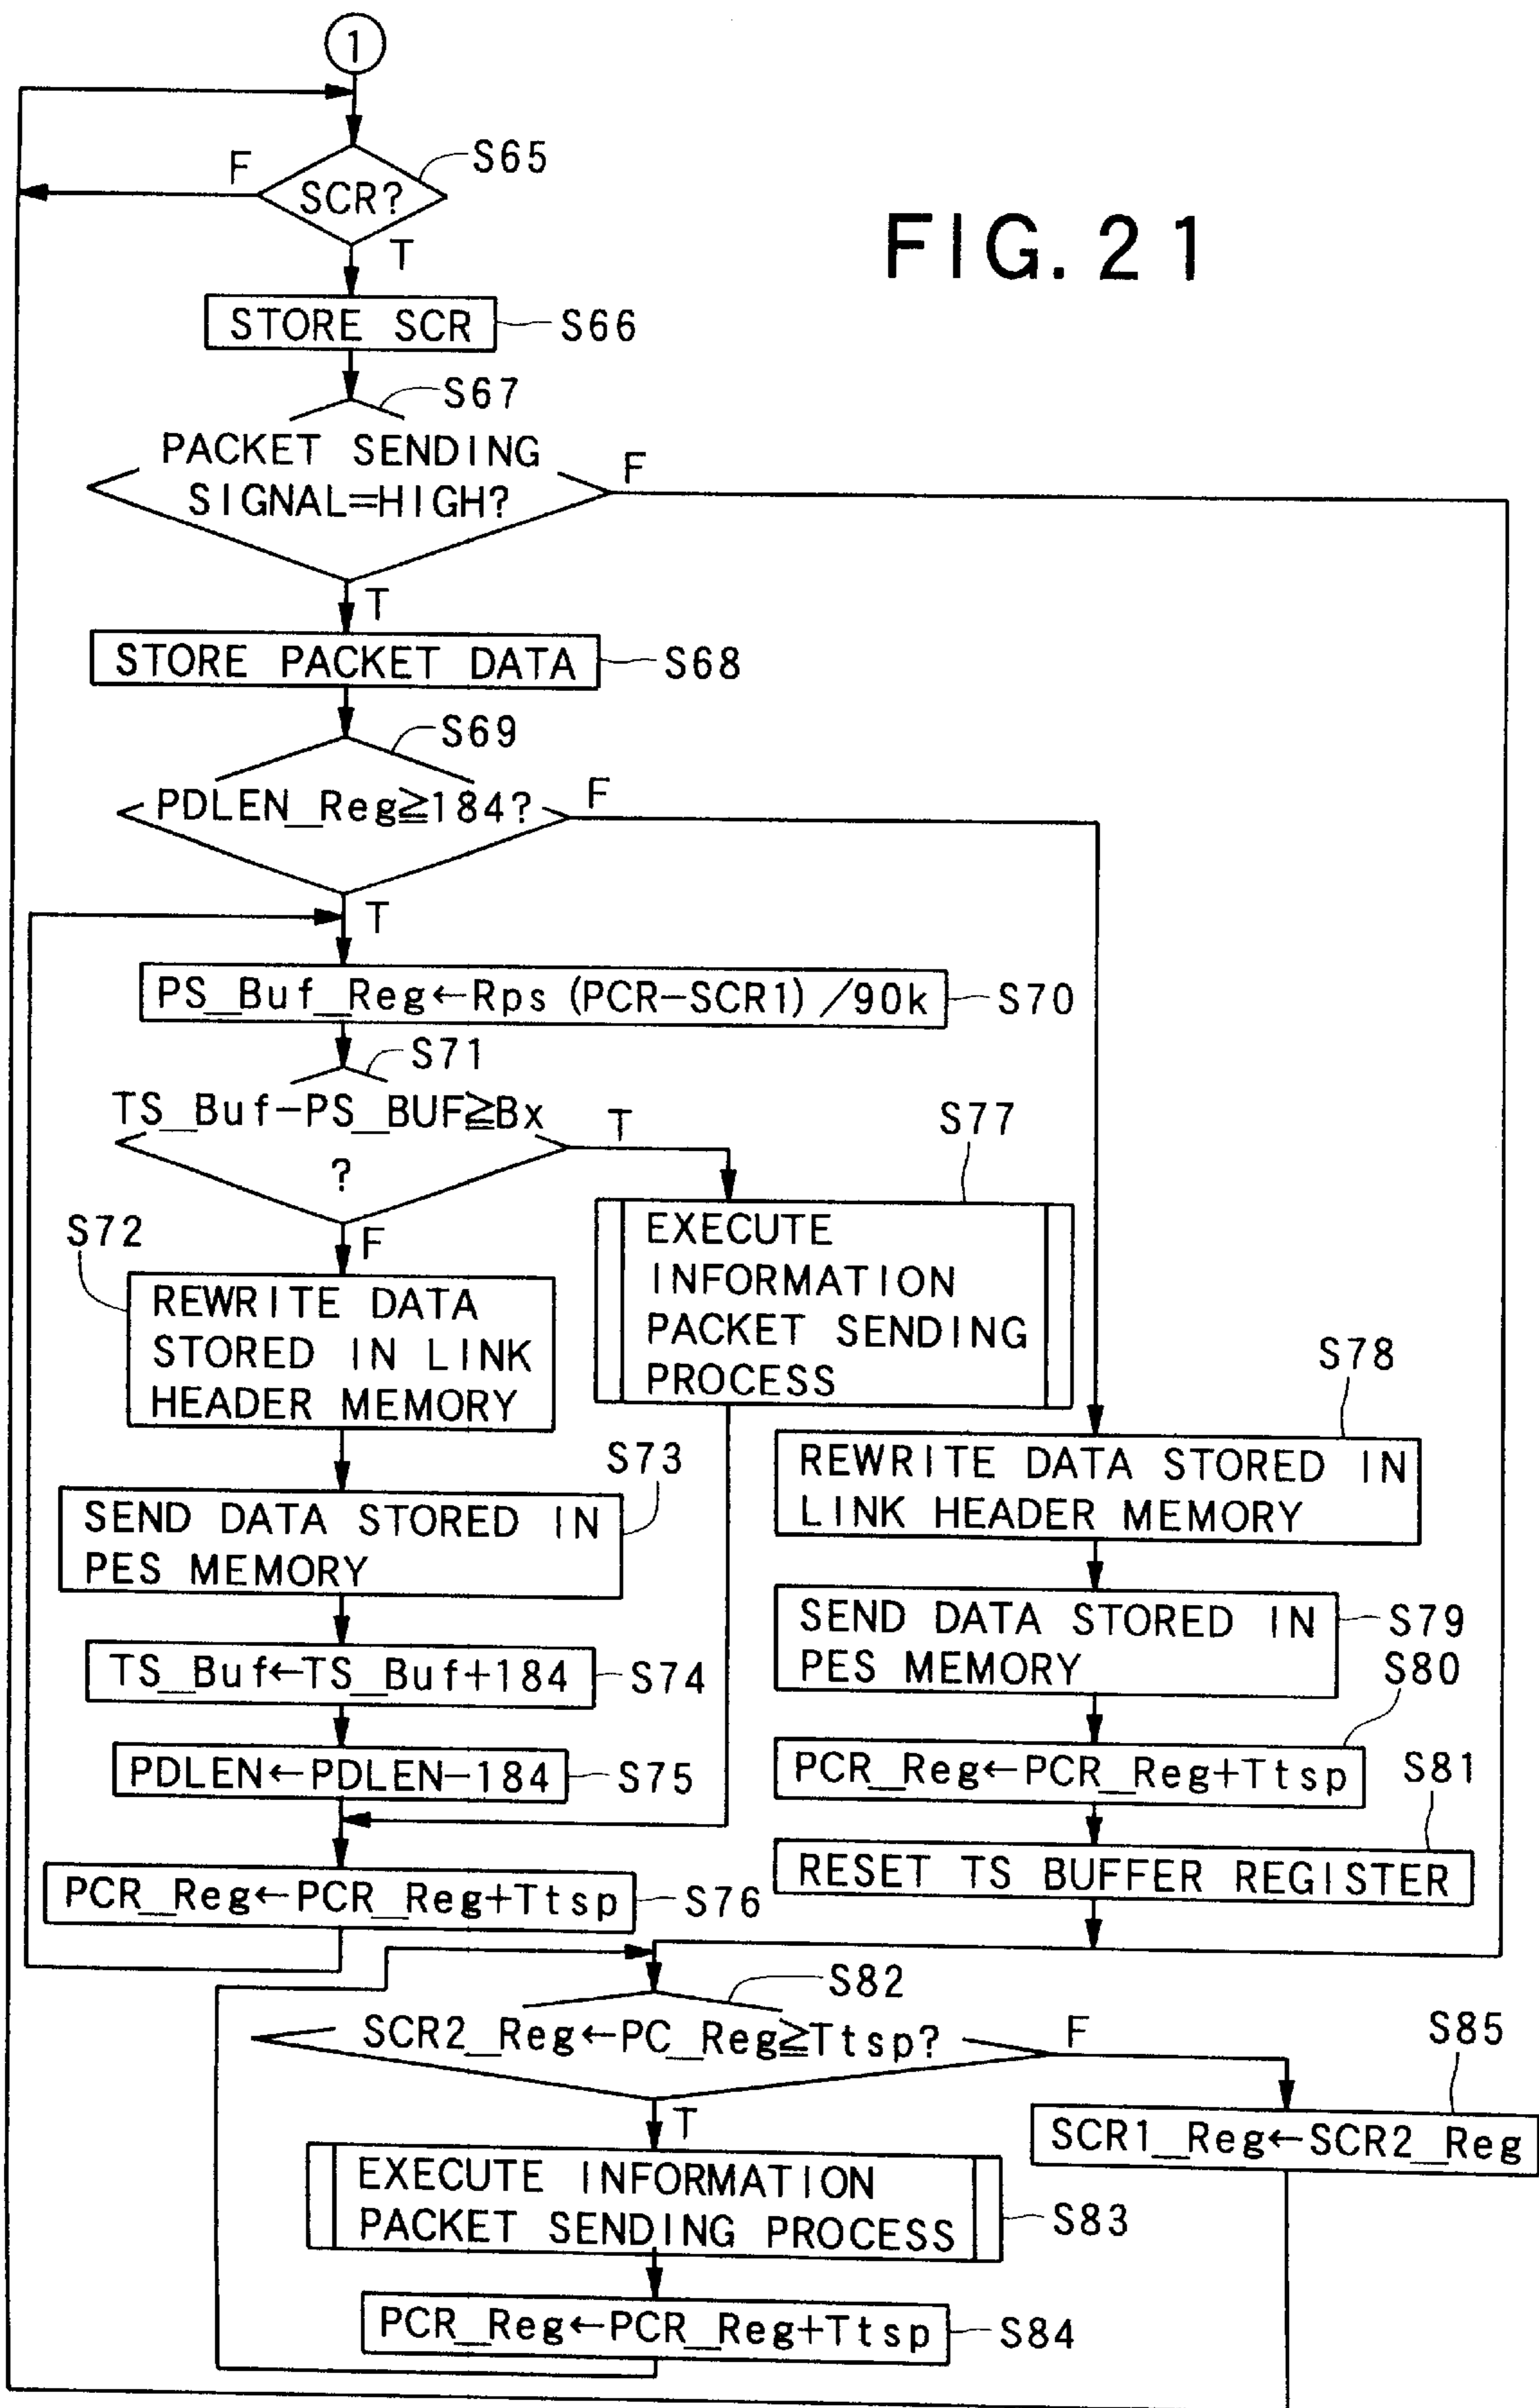 1
F
SCR?
S65
T
FIG. 21
STORE SCR
S66
S67
PACKET SENDING
SIGNAL=HIGH?
F
T
STORE PACKET DATA
S68
S69
PDLEN_Reg≧184?
F
T
PS_Buf_Reg←Rps (PCR-SCR1) /90k
S70
S71
TS_Buf-PS_BUF≧Bx
?
T
S77
F
S72
REWRITE DATA
STORED IN LINK
HEADER MEMORY
EXECUTE
INFORMATION
PACKET SENDING
PROCESS
S78
REWRITE DATA STORED IN
LINK HEADER MEMORY
S73
SEND DATA STORED IN
PES MEMORY
SEND DATA STORED IN
PES MEMORY
S79
TS_Buf←TS_Buf+184
S74
S80
PCR_Reg←PCR_Reg+Ttsp
PDLEN←PDLEN-184
S75
S81
RESET TS BUFFER REGISTER
PCR_Reg←PCR_Reg+Ttsp
S76
S82
SCR2_Reg←PC_Reg≧Ttsp?
F
S85
T
SCR1_Reg←SCR2_Reg
EXECUTE INFORMATION
PACKET SENDING PROCESS
S83
PCR_Reg←PCR_Reg+Ttsp
S84